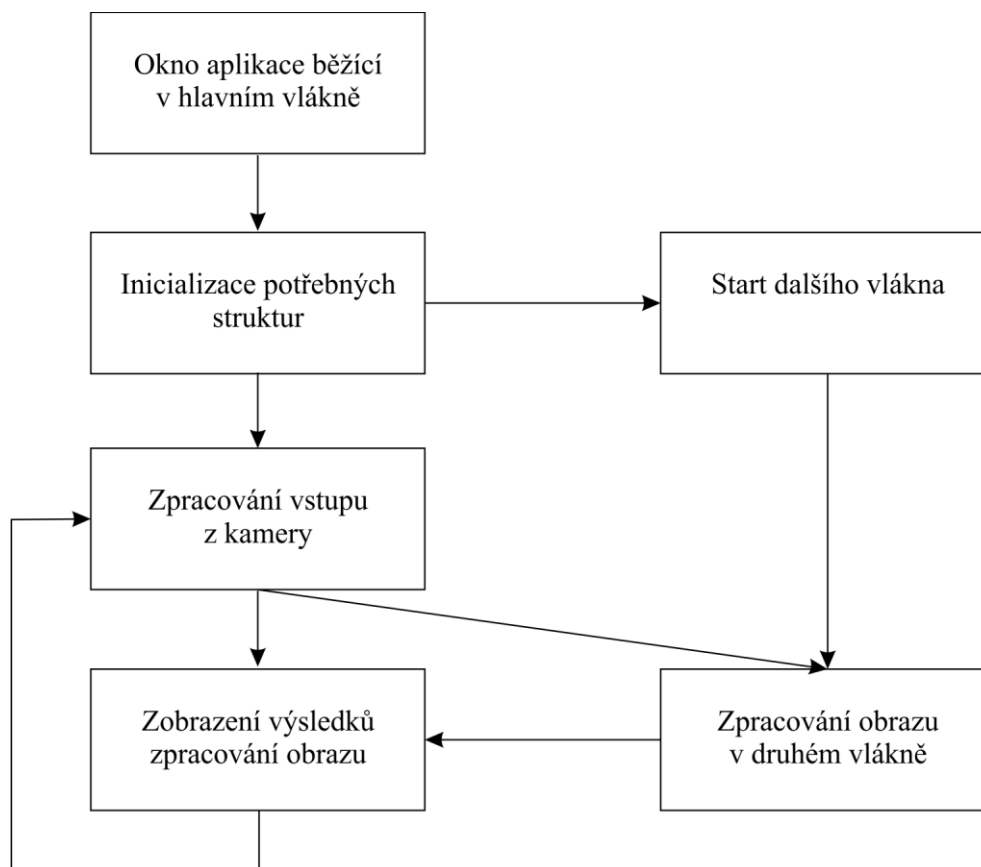 Okno aplikace běžící
v hlavním vlákně
Inicializace potřebných
struktur
Start dalšího vlákna
Zpracování vstupu
z kamery
Zobrazení výsledků
zpracování obrazu
Zpracování obrazu
v druhém vlákně